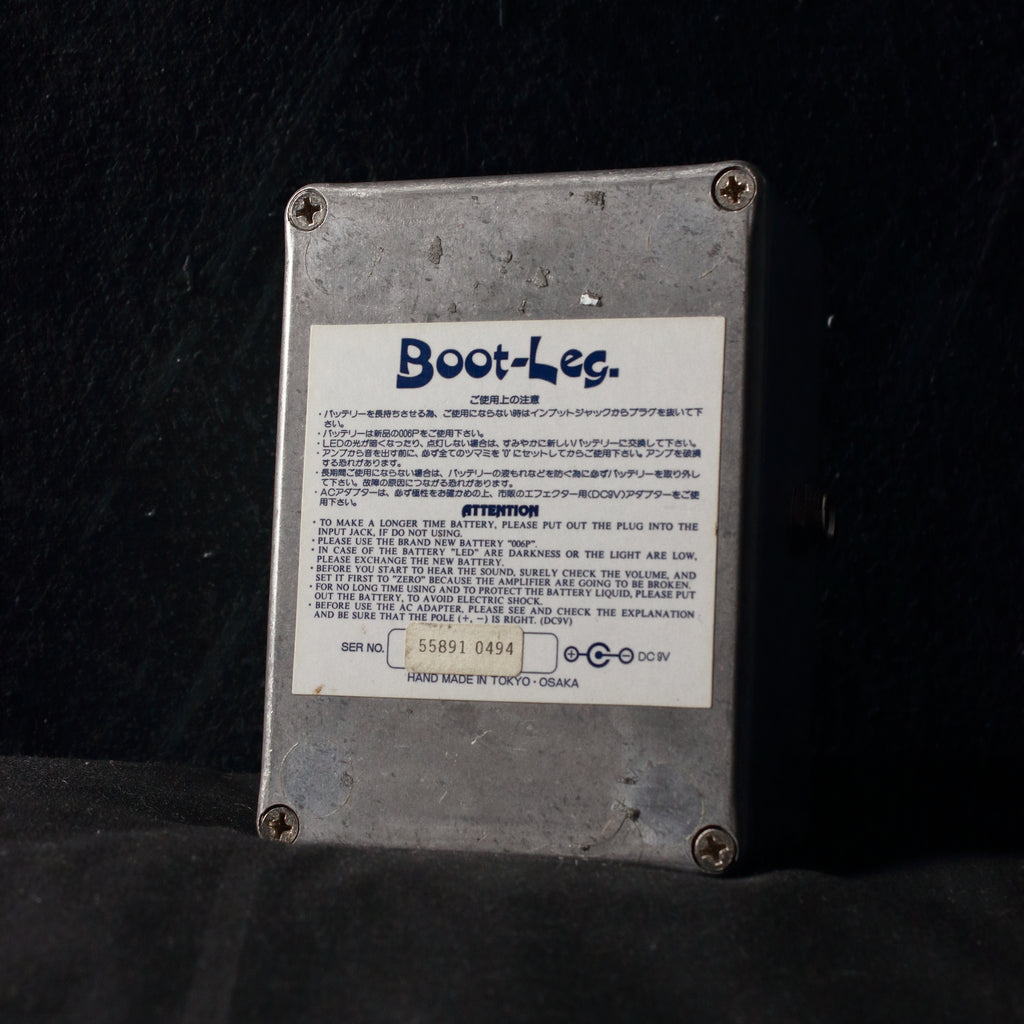 Boot-Leg.
ご使用上の注意
・バッテリーを長持ちさせる為、ご使用にならない時はインプットジャックからプラグを抜いて下
さい。
・バッテリーは新品の006Pをご使用下さい。
・LEDの光が暗くなったり、点灯しない場合は、すみやかに新しいバッテリーに交換して下さい。
・アンプから音を出す前に、必ず全てのツマミを"0"にセットしてからご使用下さい。アンプを破損
する恐れがあります。
・長期間ご使用にならない場合は、バッテリーの液もれなどを防ぐ為に必ずバッテリーを取り外し
て下さい。故障の原因につながる恐れがあります。
・ACアダプターは、必ず極性をお確かめの上、市販のエフェクター用(DC9V)アダプターをご使
用下さい。
ATTENTION
・TO MAKE A LONGER TIME BATTERY, PLEASE PUT OUT THE PLUG INTO THE
INPUT JACK, IF DO NOT USING.
・PLEASE USE THE BRAND NEW BATTERY "006P".
・IN CASE OF THE BATTERY "LED" ARE DARKNESS OR THE LIGHT ARE LOW,
PLEASE EXCHANGE THE NEW BATTERY.
・BEFORE YOU START TO HEAR THE SOUND, SURELY CHECK THE VOLUME, AND
SET IT FIRST TO "ZERO" BECAUSE THE AMPLIFIER ARE GOING TO BE BROKEN.
・FOR NO LONG TIME USING AND TO PROTECT THE BATTERY LIQUID, PLEASE PUT
OUT THE BATTERY, TO AVOID ELECTRIC SHOCK.
・BEFORE USE THE AC ADAPTER, PLEASE SEE AND CHECK THE EXPLANATION
AND BE SURE THAT THE POLE (+, −) IS RIGHT. (DC9V)
SER NO. 55891 0494 DC9V
HAND MADE IN TOKYO・OSAKA